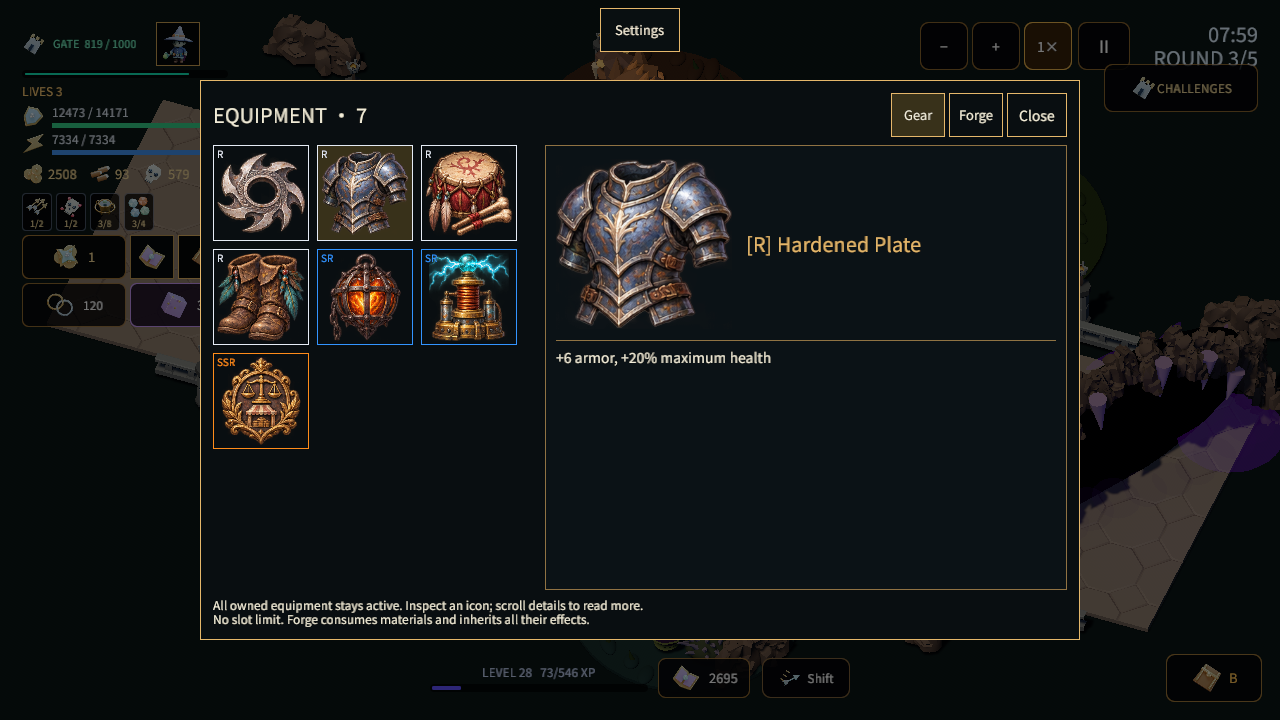 Settings
GATE 819 / 1000
LIVES 3
12473 / 14171
7334 / 7334
2508
93
579
1/2
1/2
3/8
3/4
1
120
−
+
1×
07:59
ROUND 3/5
CHALLENGES
EQUIPMENT • 7
Gear
Forge
Close
R
R
R
R
SR
SR
SSR
[R] Hardened Plate
+6 armor, +20% maximum health
All owned equipment stays active. Inspect an icon; scroll details to read more.
No slot limit. Forge consumes materials and inherits all their effects.
LEVEL 28 73/546 XP
2695
Shift
B